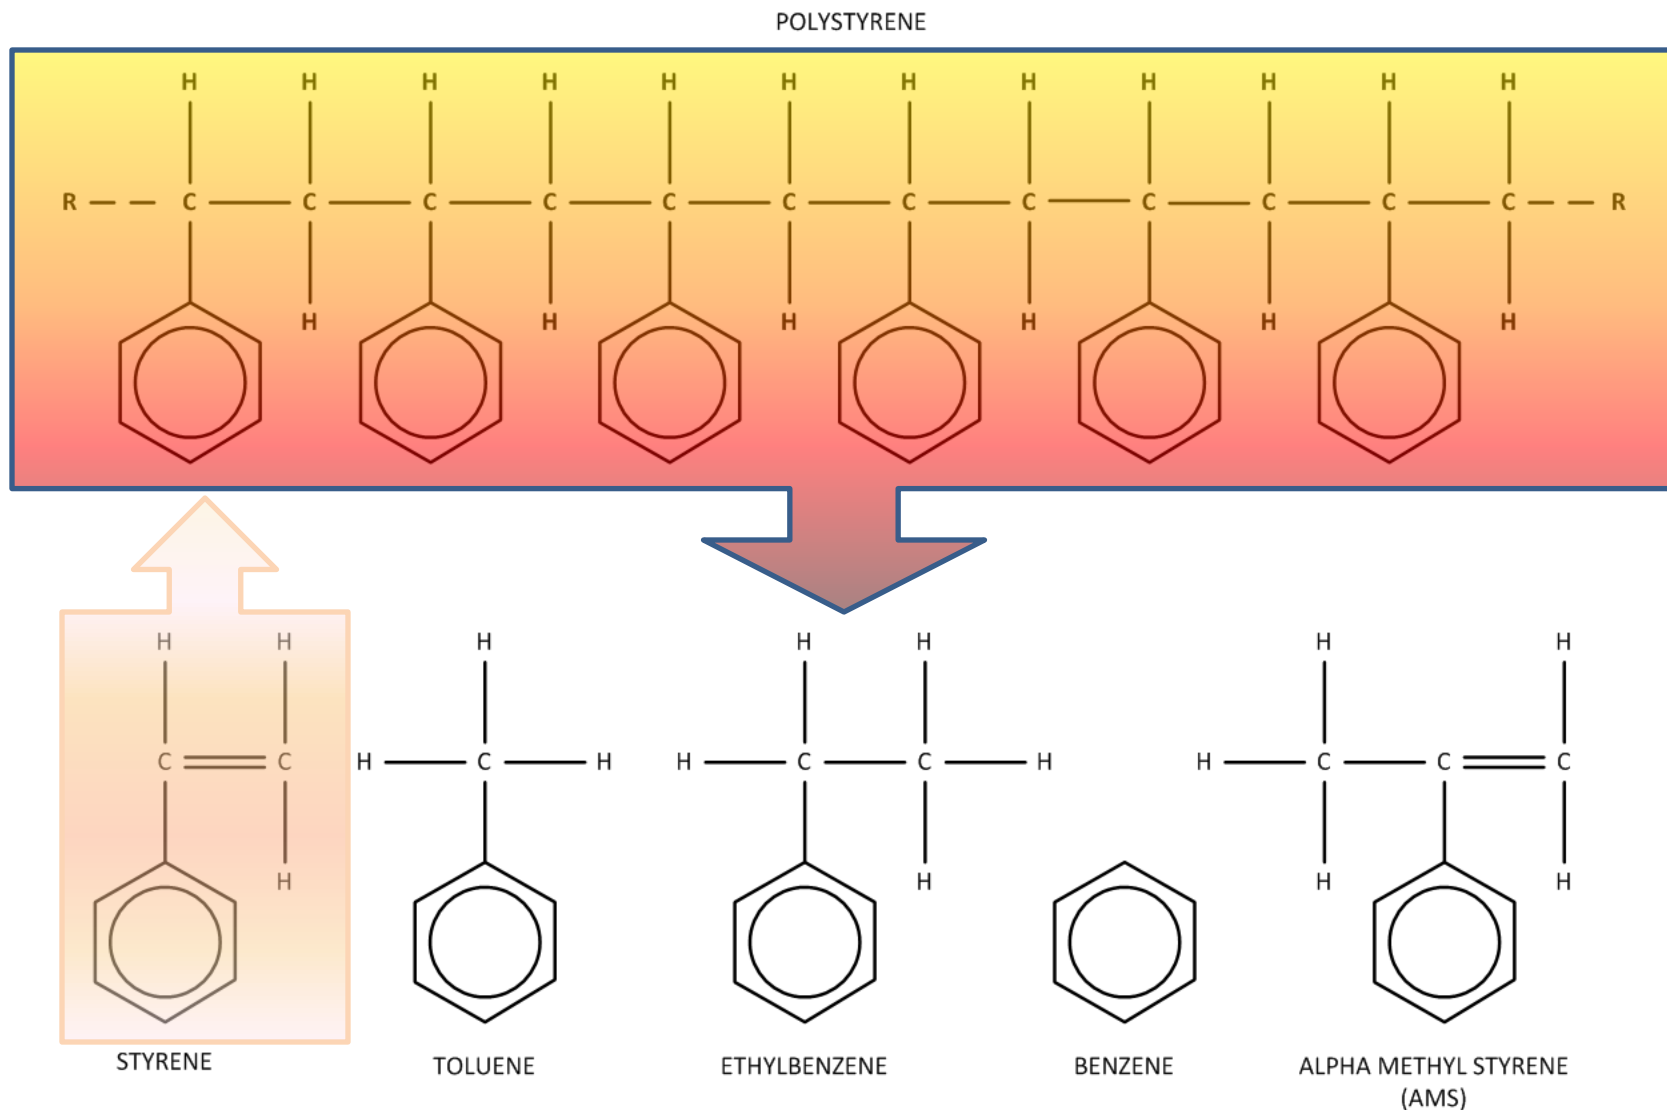 POLYSTYRENE
H H H H H H H H H H H H
R C C C C C C C C C C C C R
H H H H H H
H H H H H H H
C C H C H H C C H H C C C
H H H H
STYRENE
TOLUENE
ETHYLBENZENE
BENZENE
ALPHA METHYL STYRENE
(AMS)